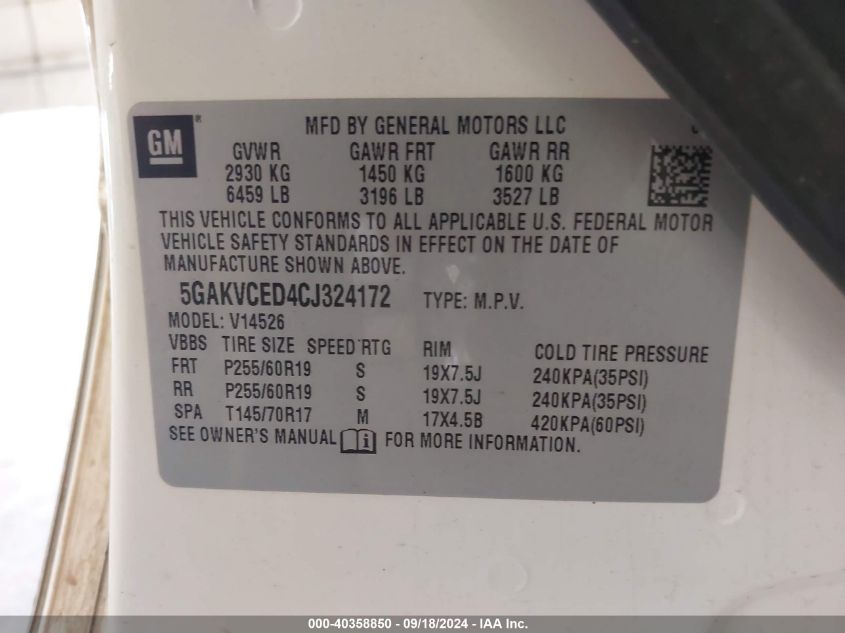 GM®
MFD BY GENERAL MOTORS LLC
GVWR GAWR FRT GAWR RR
2930 KG 1450 KG 1600 KG
6459 LB 3196 LB 3527 LB
THIS VEHICLE CONFORMS TO ALL APPLICABLE U.S. FEDERAL MOTOR
VEHICLE SAFETY STANDARDS IN EFFECT ON THE DATE OF
MANUFACTURE SHOWN ABOVE.
5GAKVCED4CJ324172 TYPE: M.P.V.
MODEL: V14526
VBBS TIRE SIZE SPEED RTG RIM COLD TIRE PRESSURE
FRT P255/60R19 S 19X7.5J 240KPA(35PSI)
RR P255/60R19 S 19X7.5J 240KPA(35PSI)
SPA T145/70R17 M 17X4.5B 420KPA(60PSI)
SEE OWNER'S MANUAL i FOR MORE INFORMATION.
000-40358850 - 09/18/2024 - IAA Inc.